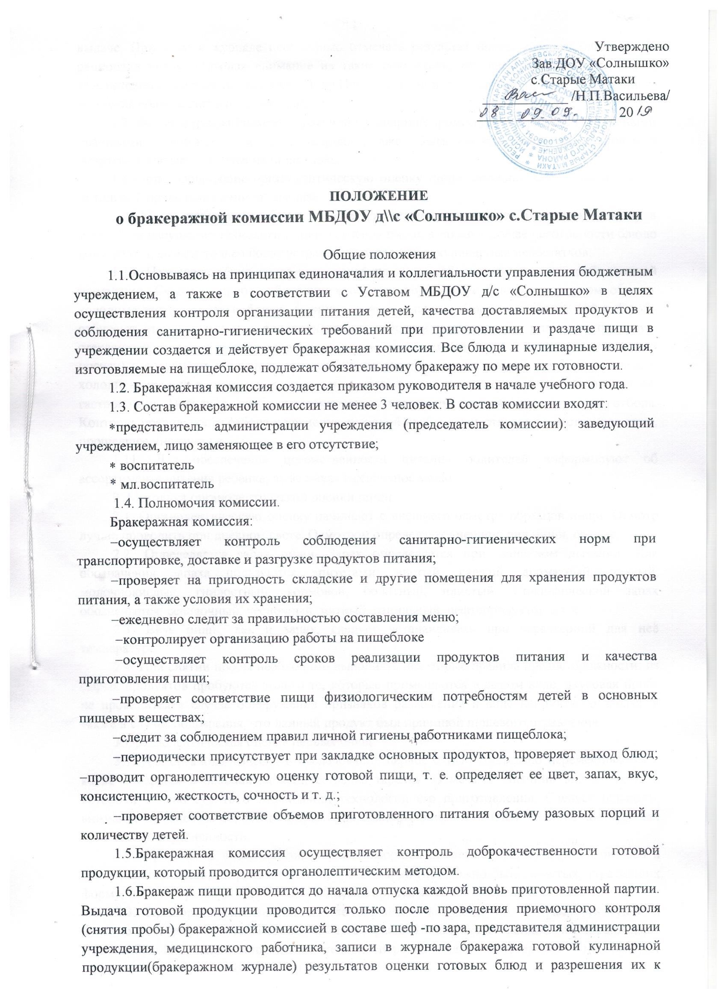 Утверждено
Зав.ДОУ «Солнышко»
с.Старые Матаки
/Н.П.Васильева/
08 09.09. 2019
ПОЛОЖЕНИЕ
о бракеражной комиссии МБДОУ д\\с «Солнышко» с.Старые Матаки
Общие положения
1.1.Основываясь на принципах единоначалия и коллегиальности управления бюджетным
учреждением, а также в соответствии с Уставом МБДОУ д/с «Солнышко» в целях
осуществления контроля организации питания детей, качества доставляемых продуктов и
соблюдения санитарно-гигиенических требований при приготовлении и раздаче пищи в
учреждении создается и действует бракеражная комиссия. Все блюда и кулинарные изделия,
изготовляемые на пищеблоке, подлежат обязательному бракеражу по мере их готовности.
1.2. Бракеражная комиссия создается приказом руководителя в начале учебного года.
1.3. Состав бракеражной комиссии не менее 3 человек. В состав комиссии входят:
*представитель администрации учреждения (председатель комиссии): заведующий
учреждением, лицо заменяющее в его отсутствие;
* воспитатель
* мл.воспитатель
1.4. Полномочия комиссии.
Бракеражная комиссия:
−осуществляет контроль соблюдения санитарно-гигиенических норм при
транспортировке, доставке и разгрузке продуктов питания;
−проверяет на пригодность складские и другие помещения для хранения продуктов
питания, а также условия их хранения;
−ежедневно следит за правильностью составления меню;
−контролирует организацию работы на пищеблоке
−осуществляет контроль сроков реализации продуктов питания и качества
приготовления пищи;
−проверяет соответствие пищи физиологическим потребностям детей в основных
пищевых веществах;
−следит за соблюдением правил личной гигиены работниками пищеблока;
−периодически присутствует при закладке основных продуктов, проверяет выход блюд;
−проводит органолептическую оценку готовой пищи, т. е. определяет ее цвет, запах, вкус,
консистенцию, жесткость, сочность и т. д.;
−проверяет соответствие объемов приготовленного питания объему разовых порций и
количеству детей.
1.5.Бракеражная комиссия осуществляет контроль доброкачественности готовой
продукции, который проводится органолептическим методом.
1.6.Бракераж пищи проводится до начала отпуска каждой вновь приготовленной партии.
Выдача готовой продукции проводится только после проведения приемочного контроля
(снятия пробы) бракеражной комиссией в составе шеф -по зара, представителя администрации
учреждения, медицинского работника, записи в журнале бракеража готовой кулинарной
продукции(бракеражном журнале) результатов оценки готовых блюд и разрешения их к